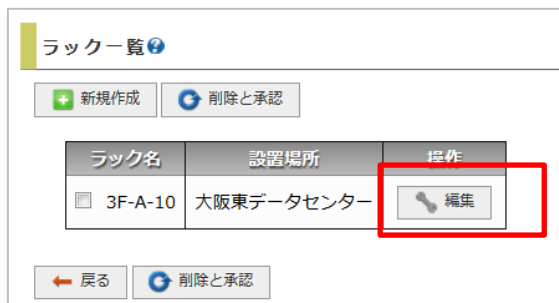 ラック一覧?
新規作成 削除と承認
ラック名 設置場所 操作
3F-A-10 大阪東データセンター 編集
戻る 削除と承認